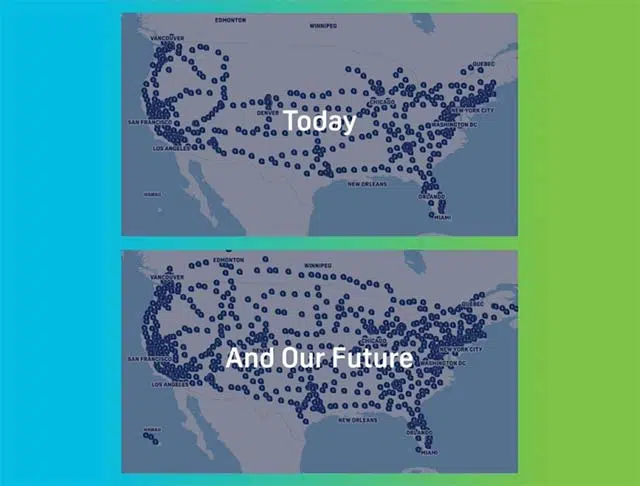 EDMONTON
WINNIPEG
VANCOUVER
QUEBEC
CHICAGO
NEW YORK CITY
DENVER
Today
SAN FRANCISCO
WASHINGTON DC
LOS ANGELES
NEW ORLEANS
HAWAII
ORLANDO
MIAMI
EDMONTON
WINNIPEG
VANCOUVER
QUEBEC
CHICAGO
NEW YORK CITY
And Our Future
SAN FRANCISCO
WASHINGTON DC
LOS ANGELES
NEW ORLEANS
HAWAII
ORLANDO
MIAMI